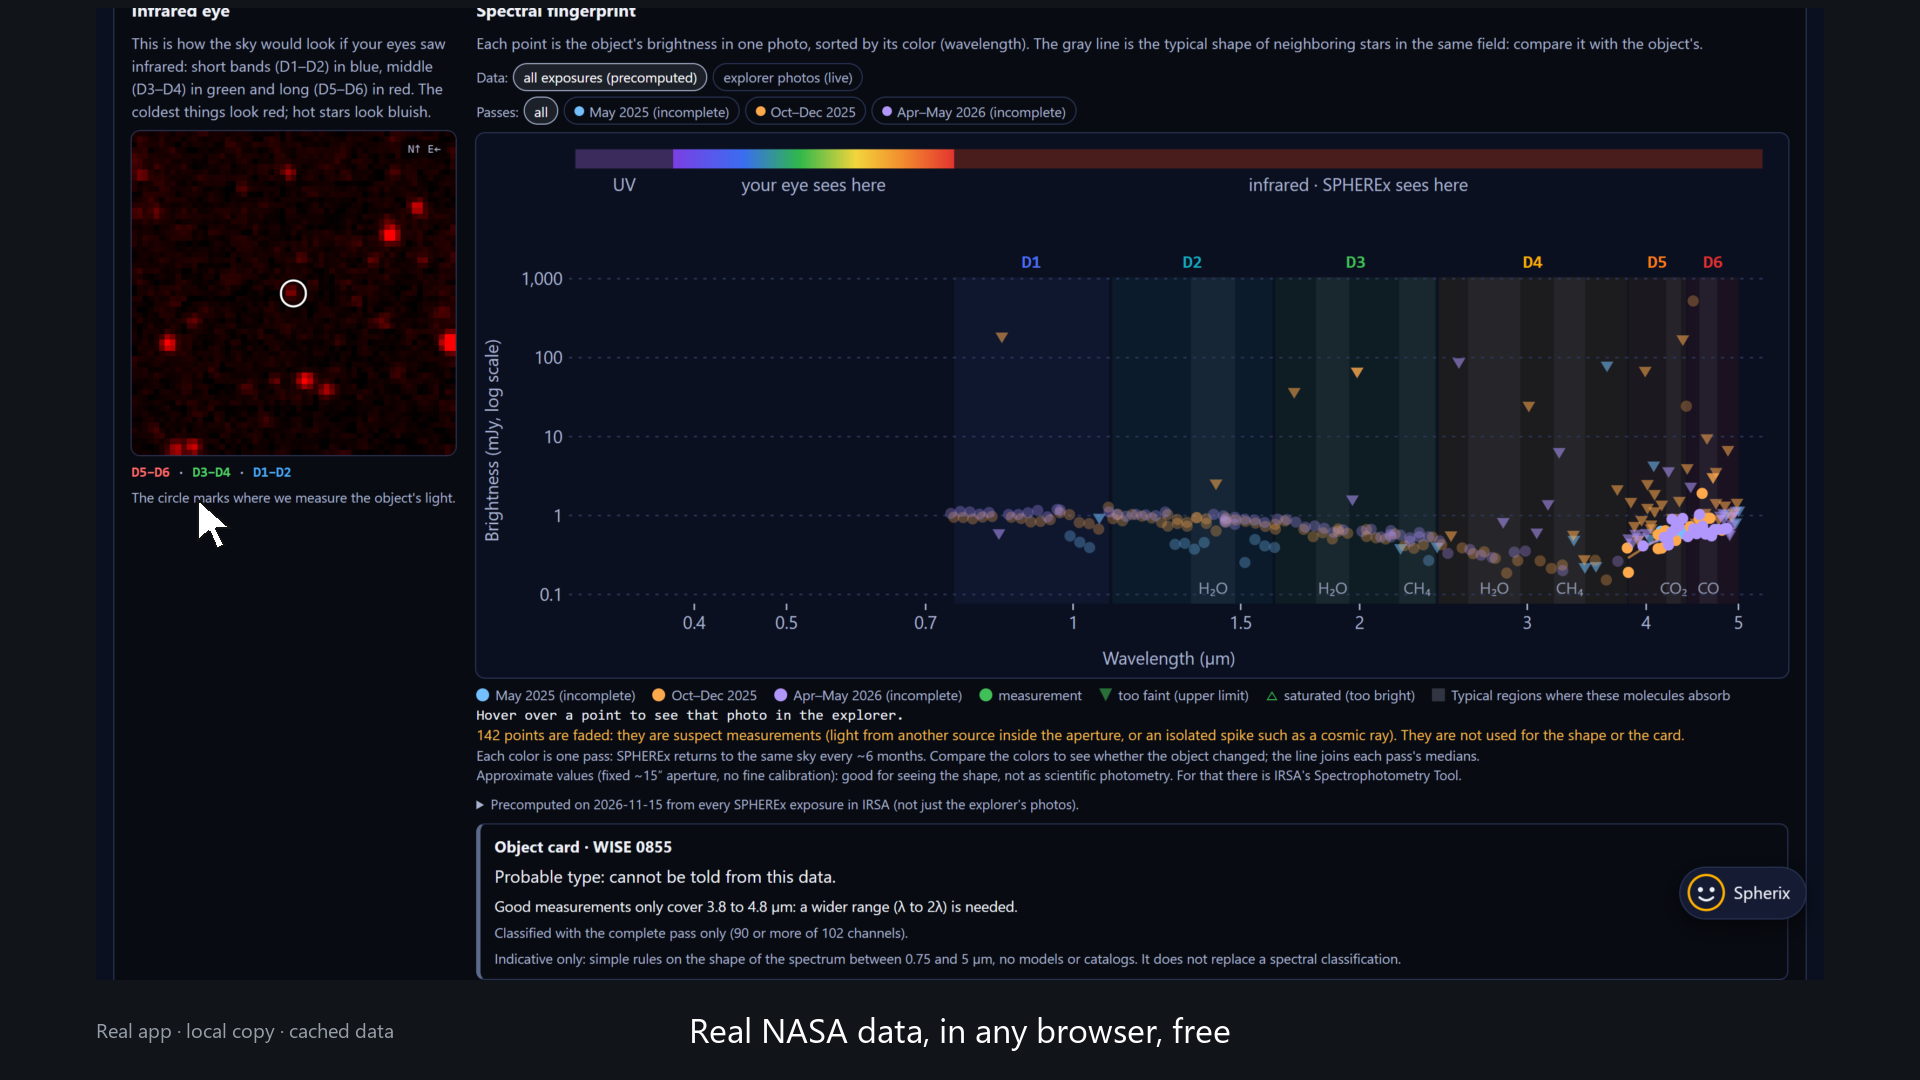 Infrared eye
This is how the sky would look if your eyes saw
infrared: short bands (D1–D2) in blue, middle
(D3–D4) in green and long (D5–D6) in red. The
coldest things look red; hot stars look bluish.
N↑ E←
D5–D6 · D3–D4 · D1–D2
The circle marks where we measure the object's light.
Spectral fingerprint
Each point is the object's brightness in one photo, sorted by its color (wavelength). The gray line is the typical shape of neighboring stars in the same field: compare it with the object's.
Data: all exposures (precomputed) explorer photos (live)
Passes: all May 2025 (incomplete) Oct–Dec 2025 Apr–May 2026 (incomplete)
UV your eye sees here infrared · SPHEREx sees here
D1 D2 D3 D4 D5 D6
Brightness (mJy, log scale)
1,000
100
10
1
0.1
H₂O H₂O CH₄ H₂O CH₄ CO₂ CO
0.4 0.5 0.7 1 1.5 2 3 4 5
Wavelength (µm)
May 2025 (incomplete) Oct–Dec 2025 Apr–May 2026 (incomplete) measurement too faint (upper limit) saturated (too bright) Typical regions where these molecules absorb
Hover over a point to see that photo in the explorer.
142 points are faded: they are suspect measurements (light from another source inside the aperture, or an isolated spike such as a cosmic ray). They are not used for the shape or the card.
Each color is one pass: SPHEREx returns to the same sky every ~6 months. Compare the colors to see whether the object changed; the line joins each pass's medians.
Approximate values (fixed ~15″ aperture, no fine calibration): good for seeing the shape, not as scientific photometry. For that there is IRSA's Spectrophotometry Tool.
▶ Precomputed on 2026-11-15 from every SPHEREx exposure in IRSA (not just the explorer's photos).
Object card · WISE 0855
Probable type: cannot be told from this data.
Good measurements only cover 3.8 to 4.8 µm: a wider range (λ to 2λ) is needed.
Classified with the complete pass only (90 or more of 102 channels).
Indicative only: simple rules on the shape of the spectrum between 0.75 and 5 µm, no models or catalogs. It does not replace a spectral classification.
Spherix
Real app · local copy · cached data
Real NASA data, in any browser, free